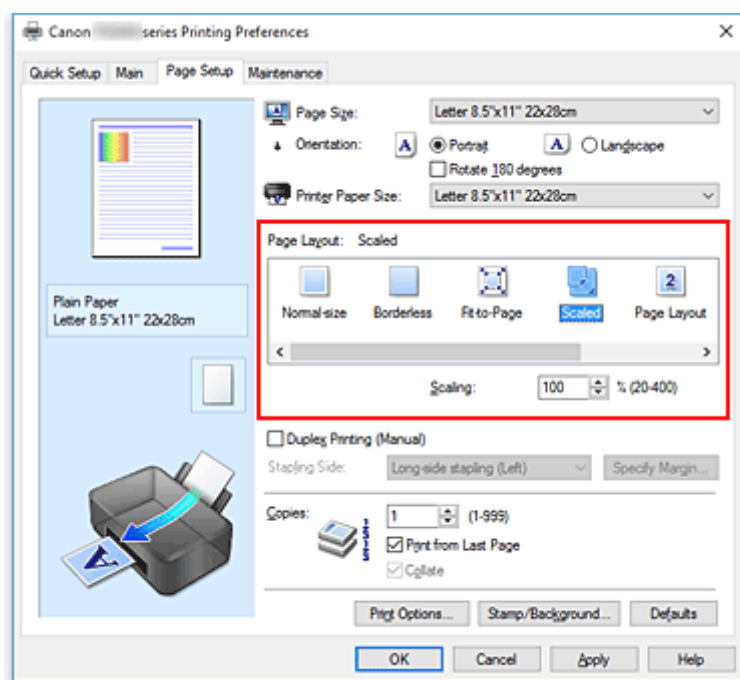 Canon series Printing Preferences
Quick Setup Main Page Setup Maintenance
Page Size: Letter 8.5"x11" 22x28cm
Orientation: A Portrait A Landscape
Rotate 180 degrees
Printer Paper Size: Letter 8.5"x11" 22x28cm
Page Layout: Scaled
2
Normal-size Borderless Fit-to-Page Scaled Page Layout
Scaling: 100 % (20-400)
Plain Paper
Letter 8.5"x11" 22x28cm
Duplex Printing (Manual)
Stapling Side: Long-side stapling (Left) Specify Margin...
Copies: 1 (1-999)
Print from Last Page
Collate
A
Print Options... Stamp/Background... Defaults
OK Cancel Apply Help